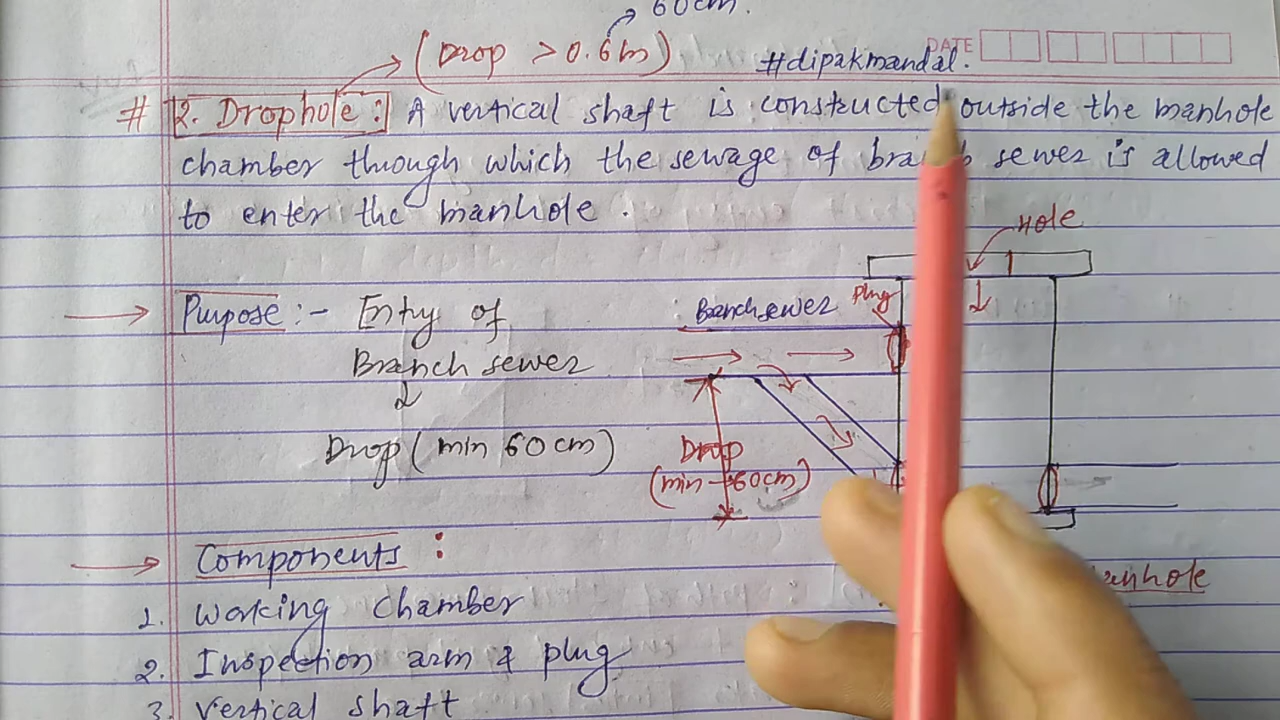 60cm.
(Drop > 0.6m)
#dipakmandal.
DATE
# 2. Drophole: A vertical shaft is constructed outside the manhole
chamber through which the sewage of branch sewer is allowed
to enter the manhole.
Hole
Purpose :- Entry of
Branch sewer
Drop (min 60cm)
Branch sewer
Plug
Drop
(min-60cm)
Components :
1. Working chamber
2. Inspection arm & plug
3. Vertical shaft